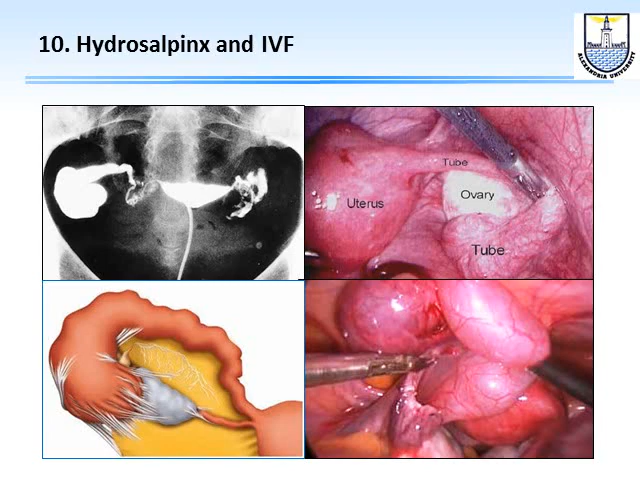 10. Hydrosalpinx and IVF
ALEXANDRIA UNIVERSITY
Tube
Ovary
Uterus
Tube